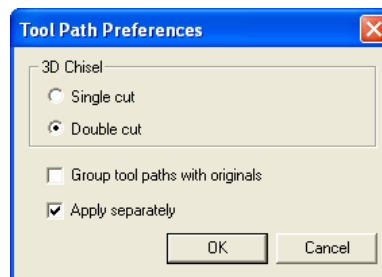 Tool Path Preferences
3D Chisel
Single cut
Double cut
Group tool paths with originals
Apply separately
OK Cancel